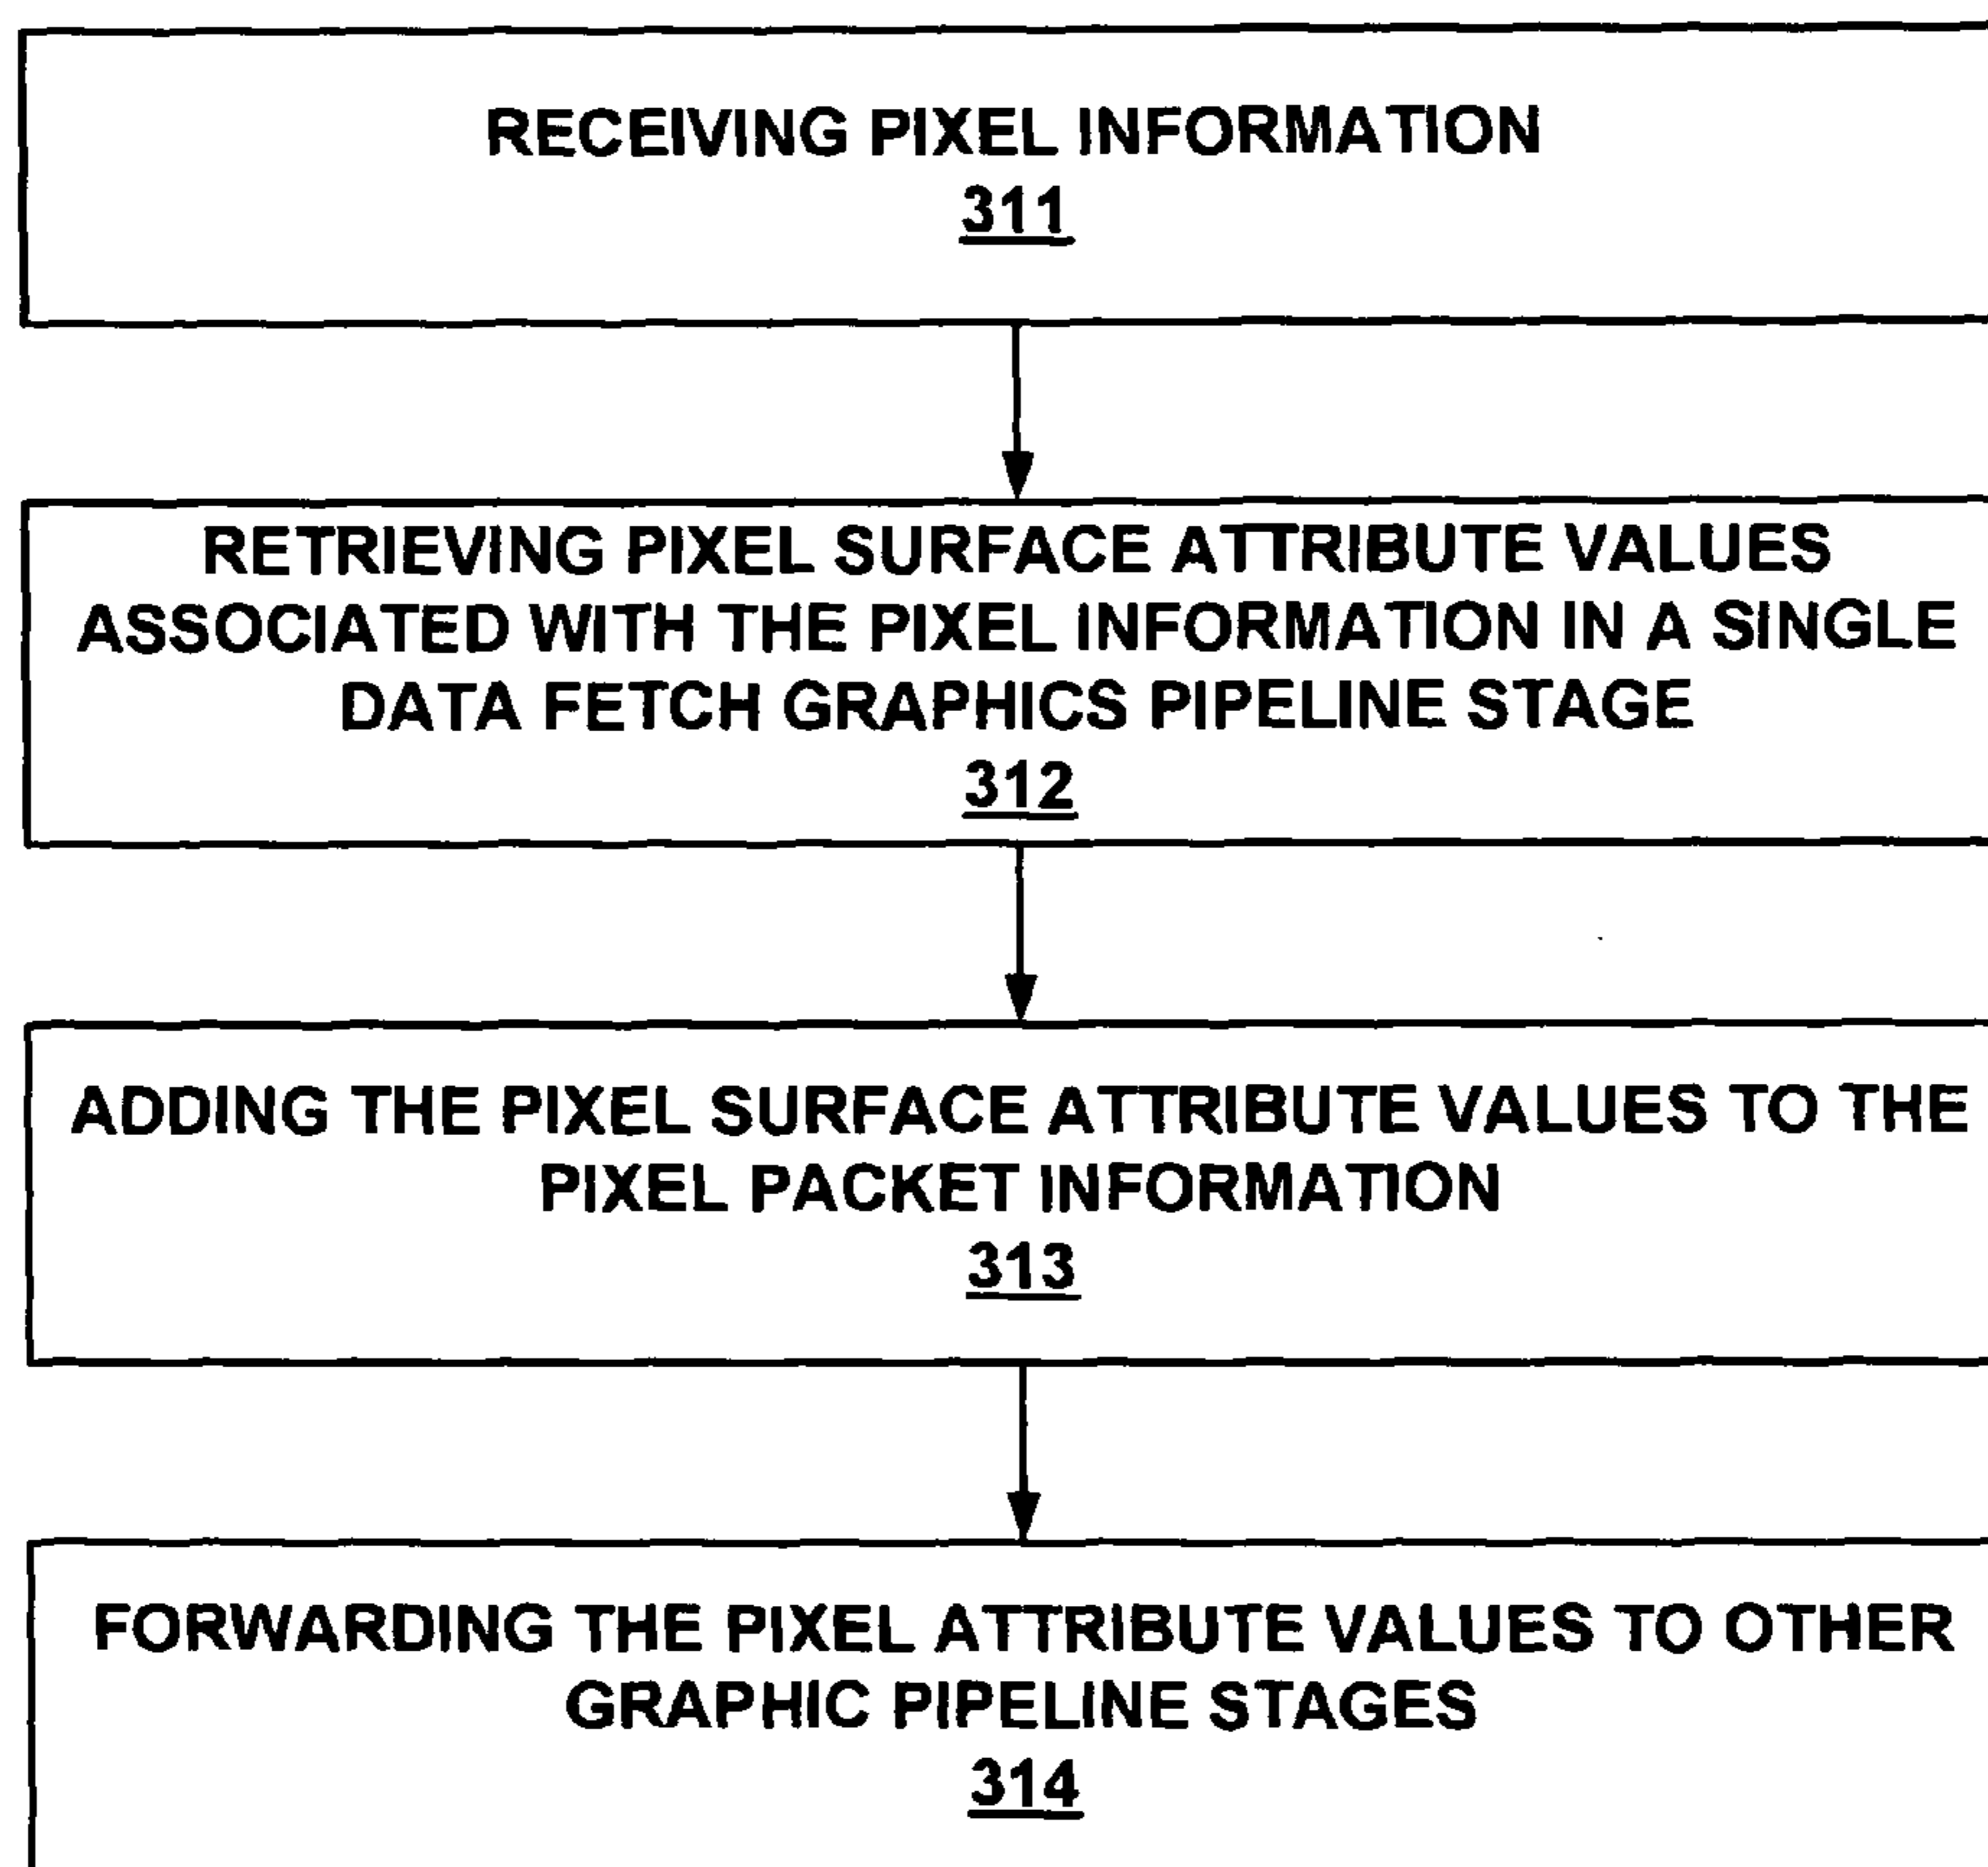 RECEIVING PIXEL INFORMATION
311
RETRIEVING PIXEL SURFACE ATTRIBUTE VALUES
ASSOCIATED WITH THE PIXEL INFORMATION IN A SINGLE
DATA FETCH GRAPHICS PIPELINE STAGE
312
ADDING THE PIXEL SURFACE ATTRIBUTE VALUES TO THE
PIXEL PACKET INFORMATION
313
FORWARDING THE PIXEL ATTRIBUTE VALUES TO OTHER
GRAPHIC PIPELINE STAGES
314